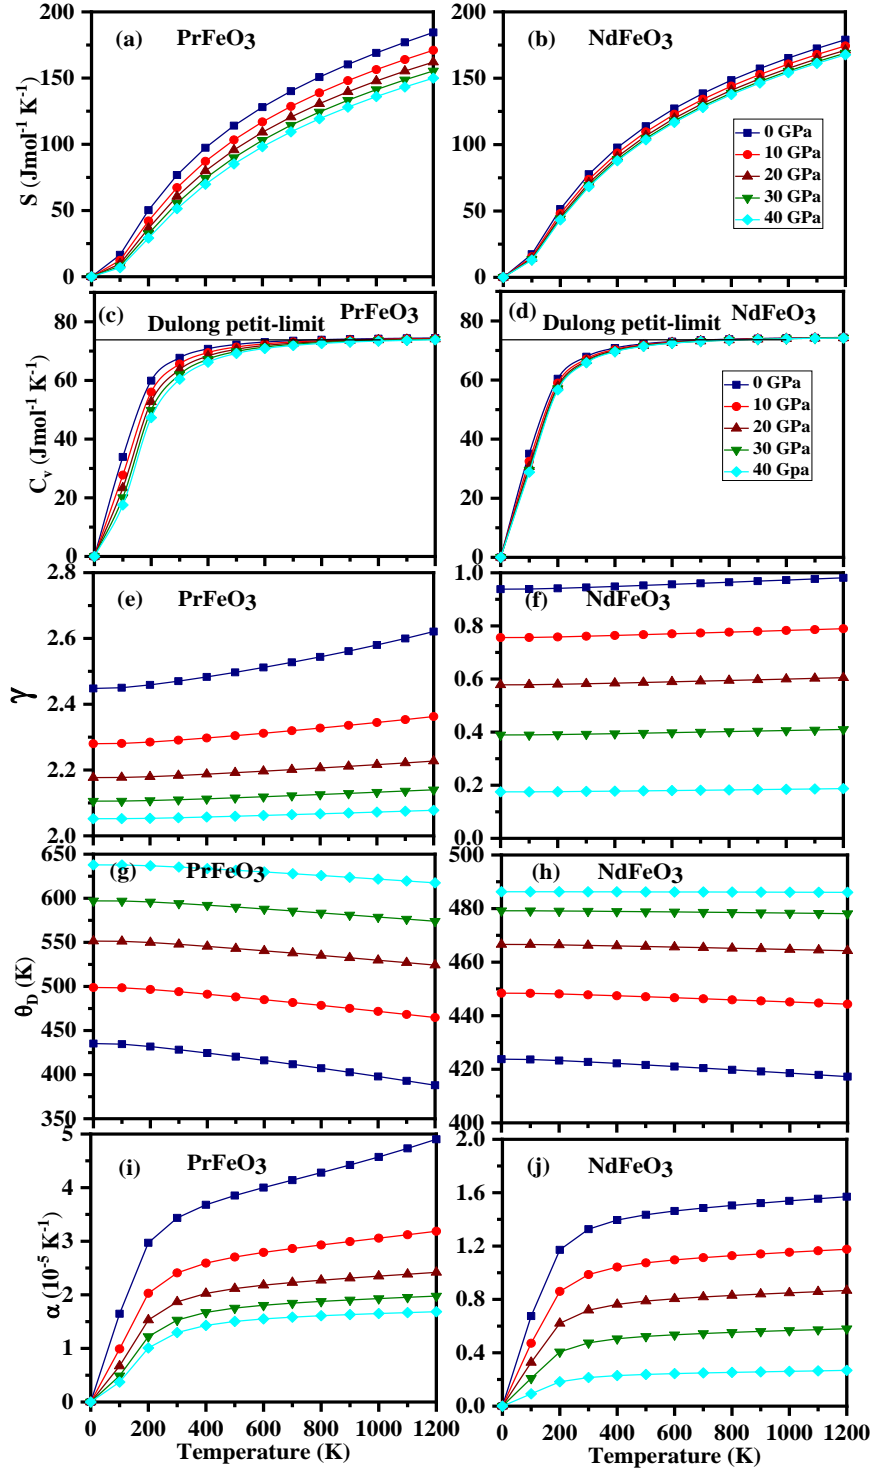 (a) PrFeO3
S (Jmol⁻¹ K⁻¹)
200
150
100
50
0
(b) NdFeO3
200
150
100
50
0
0 GPa
10 GPa
20 GPa
30 GPa
40 GPa
(c) PrFeO3
Dulong petit-limit
Cv (Jmol⁻¹ K⁻¹)
80
60
40
20
0
(d) NdFeO3
Dulong petit-limit
80
60
40
20
0
0 GPa
10 GPa
20 GPa
30 GPa
40 Gpa
(e) PrFeO3
γ
2.8
2.6
2.4
2.2
2.0
(f) NdFeO3
1.0
0.8
0.6
0.4
0.2
0.0
(g) PrFeO3
θD (K)
650
600
550
500
450
400
350
(h) NdFeO3
500
480
460
440
420
400
(i) PrFeO3
α (10⁻⁵ K⁻¹)
5
4
3
2
1
0
0 200 400 600 800 1000 1200
Temperature (K)
(j) NdFeO3
2.0
1.6
1.2
0.8
0.4
0.0
0 200 400 600 800 1000 1200
Temperature (K)